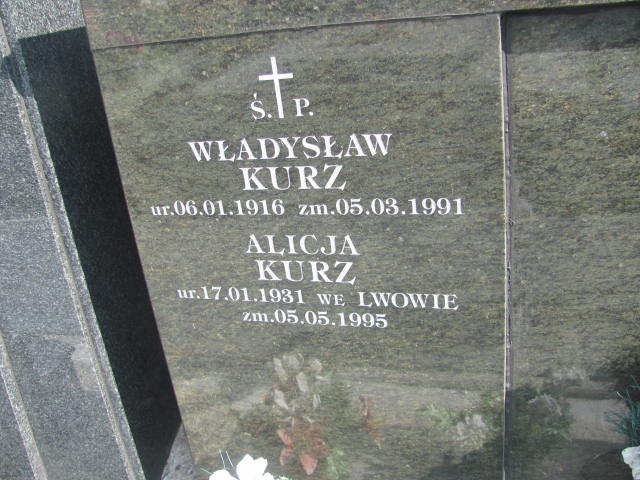 Ś. P.
WŁADYSŁAW
KURZ
ur.06.01.1916 zm.05.03.1991
ALICJA
KURZ
ur.17.01.1931 WE LWOWIE
zm.05.05.1995